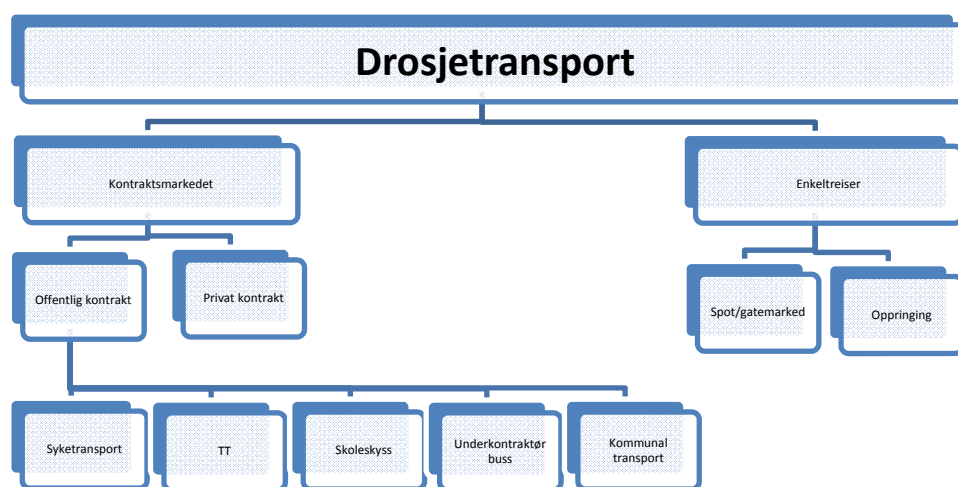 Drosjetransport
Kontraktsmarkedet
Enkeltreiser
Offentlig kontrakt
Privat kontrakt
Spot/gatemarked
Oppringing
Syketransport
TT
Skoleskyss
Underkontraktør
buss
Kommunal
transport